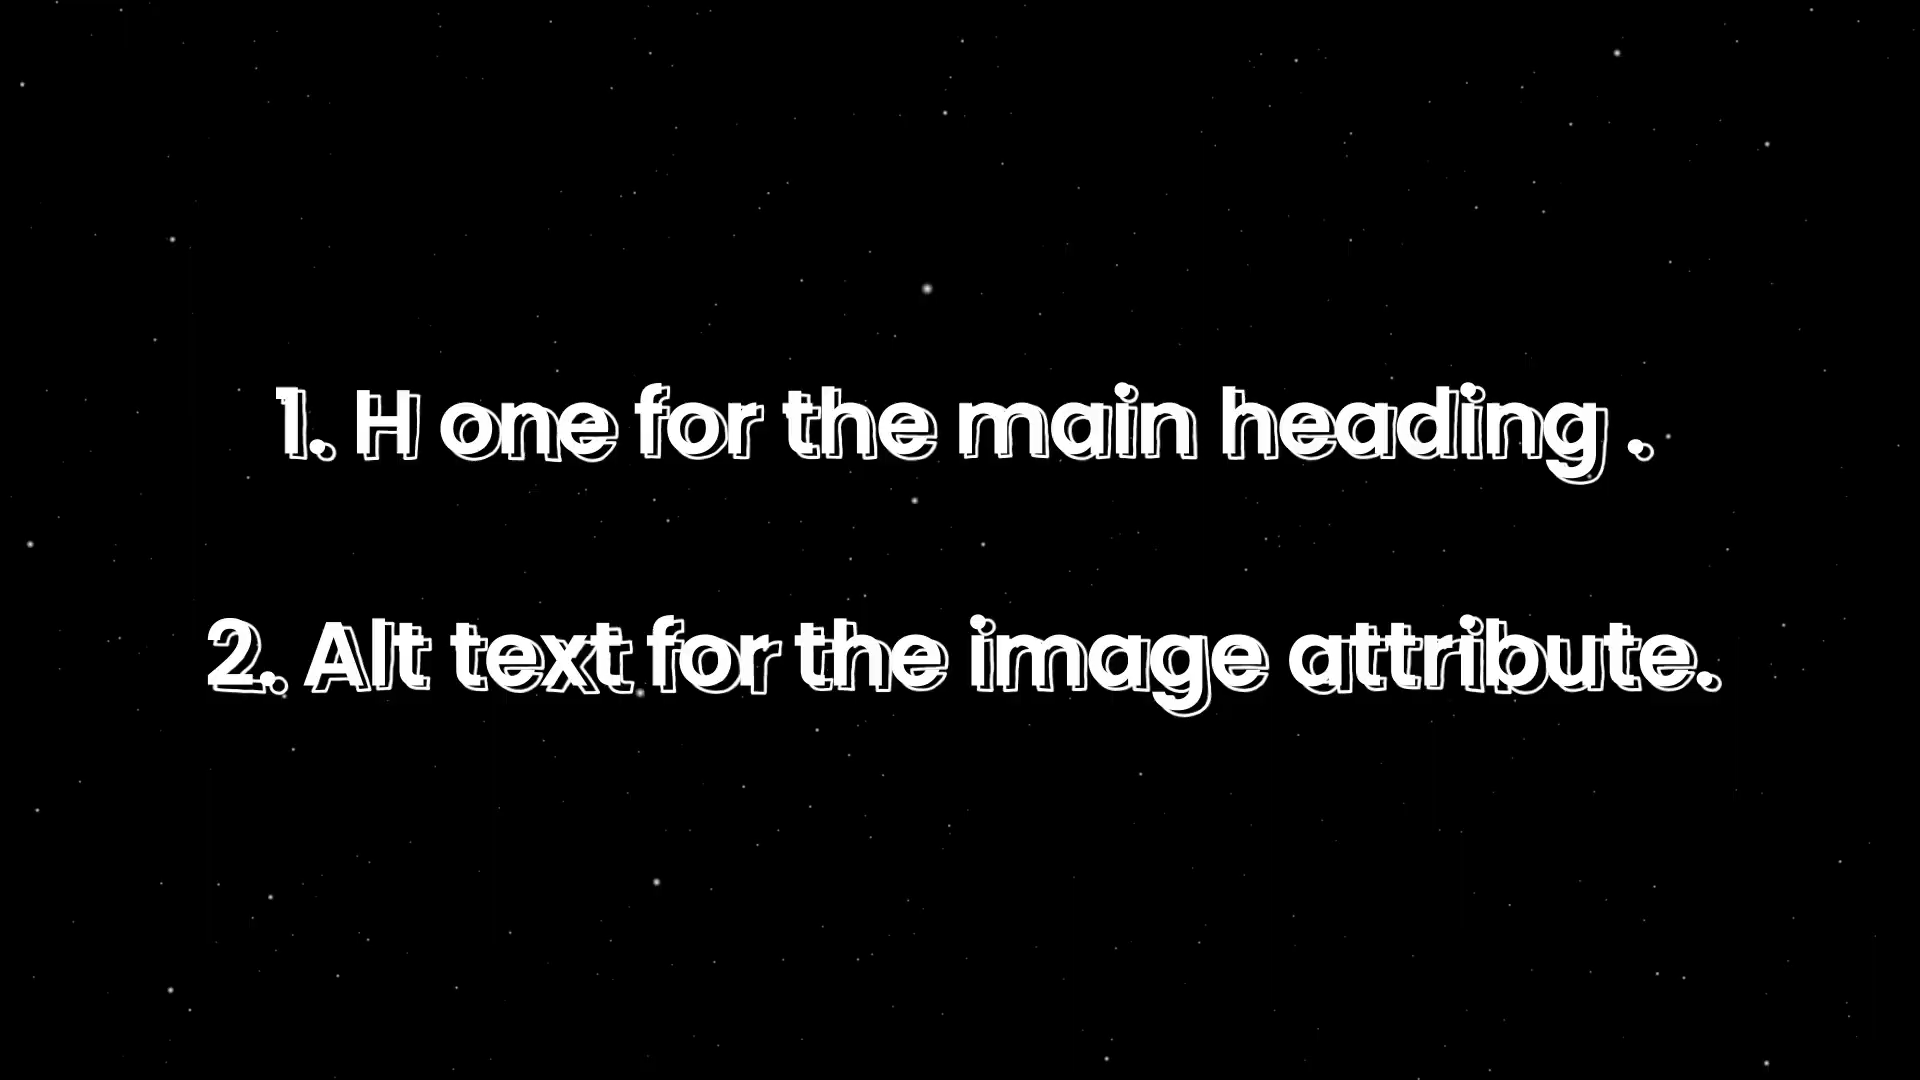 1. H one for the main heading .
2. Alt text for the image attribute.